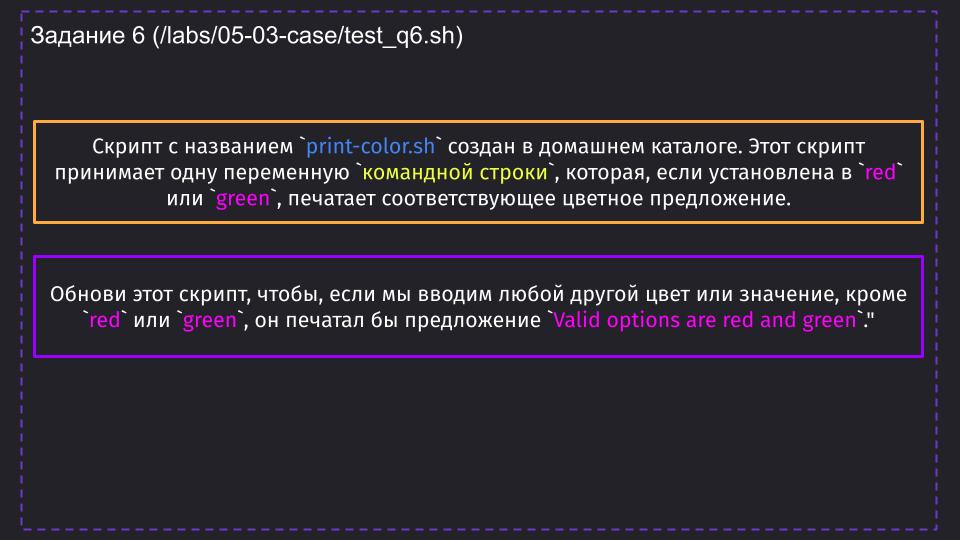 Задание 6 (/labs/05-03-case/test_q6.sh)
Скрипт с названием `print-color.sh` создан в домашнем каталоге. Этот скрипт
принимает одну переменную `командной строки`, которая, если установлена в `red`
или `green`, печатает соответствующее цветное предложение.
Обнови этот скрипт, чтобы, если мы вводим любой другой цвет или значение, кроме
`red` или `green`, он печатал бы предложение `Valid options are red and green`."